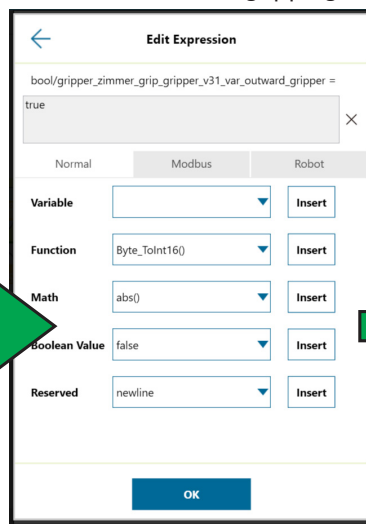 Edit Expression
bool/gripper_zimmer_grip_gripper_v31_var_outward_gripper =
true
Normal Modbus Robot
Variable Insert
Function Byte_ToInt16() Insert
Math abs() Insert
Boolean Value false Insert
Reserved newline Insert
OK